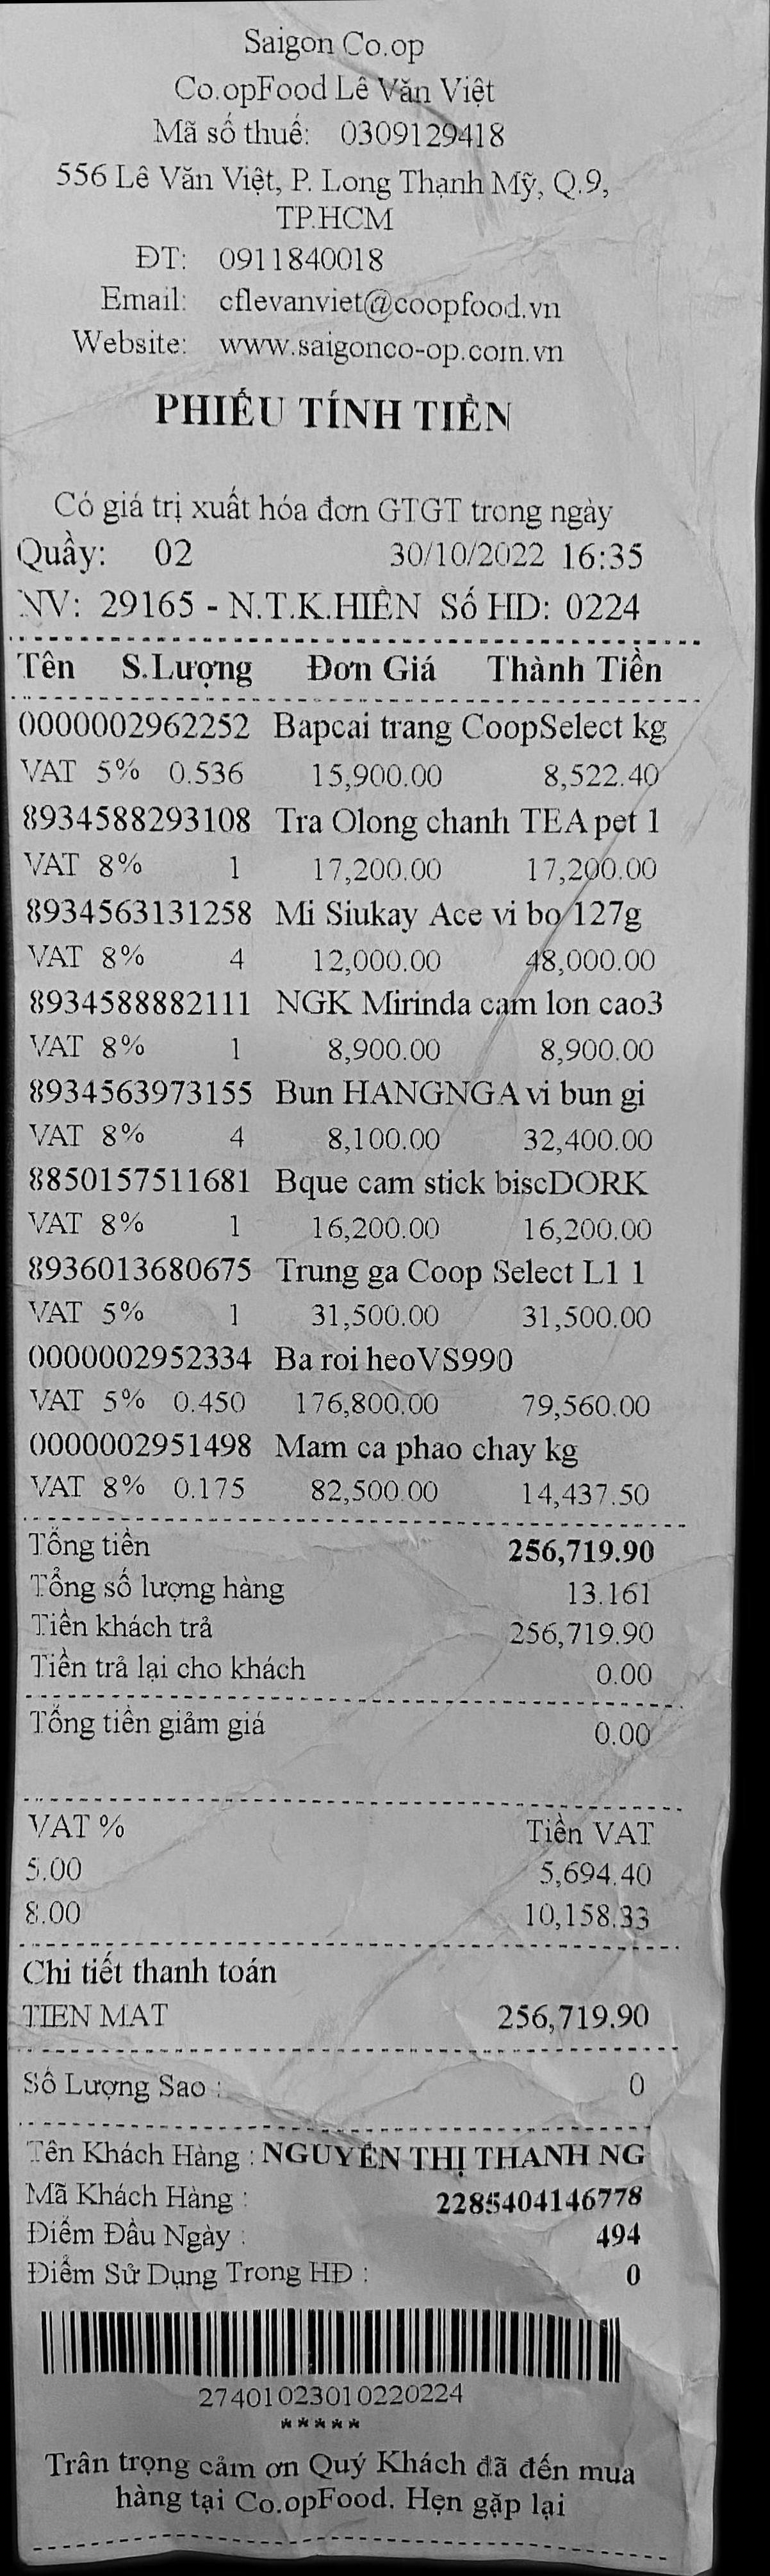 Saigon Co.op
Co.opFood Lê Văn Việt
Mã số thuế: 0309129418
556 Lê Văn Việt, P. Long Thạnh Mỹ, Q.9,
TP.HCM
ĐT: 0911840018
Email: cflevanviet@coopfood.vn
Website: www.saigonco-op.com.vn
PHIẾU TÍNH TIỀN
Có giá trị xuất hóa đơn GTGT trong ngày
Quầy: 02 30/10/2022 16:35
NV: 29165 - N.T.K.HIỀN Số HD: 0224
Tên S.Lượng Đơn Giá Thành Tiền
0000002962252 Bapcai trang CoopSelect kg
VAT 5% 0.536 15,900.00 8,522.40
8934588293108 Tra Olong chanh TEA pet 1
VAT 8% 1 17,200.00 17,200.00
8934563131258 Mi Siukay Ace vi bo 127g
VAT 8% 4 12,000.00 48,000.00
8934588882111 NGK Mirinda cam lon cao3
VAT 8% 1 8,900.00 8,900.00
8934563973155 Bun HANGNGA vi bun gi
VAT 8% 4 8,100.00 32,400.00
8850157511681 Bque cam stick biscDORK
VAT 8% 1 16,200.00 16,200.00
8936013680675 Trung ga Coop Select L1 1
VAT 5% 1 31,500.00 31,500.00
0000002952334 Ba roi heoVS990
VAT 5% 0.450 176,800.00 79,560.00
0000002951498 Mam ca phao chay kg
VAT 8% 0.175 82,500.00 14,437.50
Tổng tiền 256,719.90
Tổng số lượng hàng 13.161
Tiền khách trả 256,719.90
Tiền trả lại cho khách 0.00
Tổng tiền giảm giá 0.00
VAT % Tiền VAT
5.00 5,694.40
8.00 10,158.33
Chi tiết thanh toán
TIEN MAT 256,719.90
Số Lượng Sao : 0
Tên Khách Hàng : NGUYỄN THỊ THANH NG
Mã Khách Hàng : 2285404146778
Điểm Đầu Ngày : 494
Điểm Sử Dụng Trong HĐ : 0
27401023010220224
*****
Trân trọng cảm ơn Quý Khách đã đến mua
hàng tại Co.opFood. Hẹn gặp lại